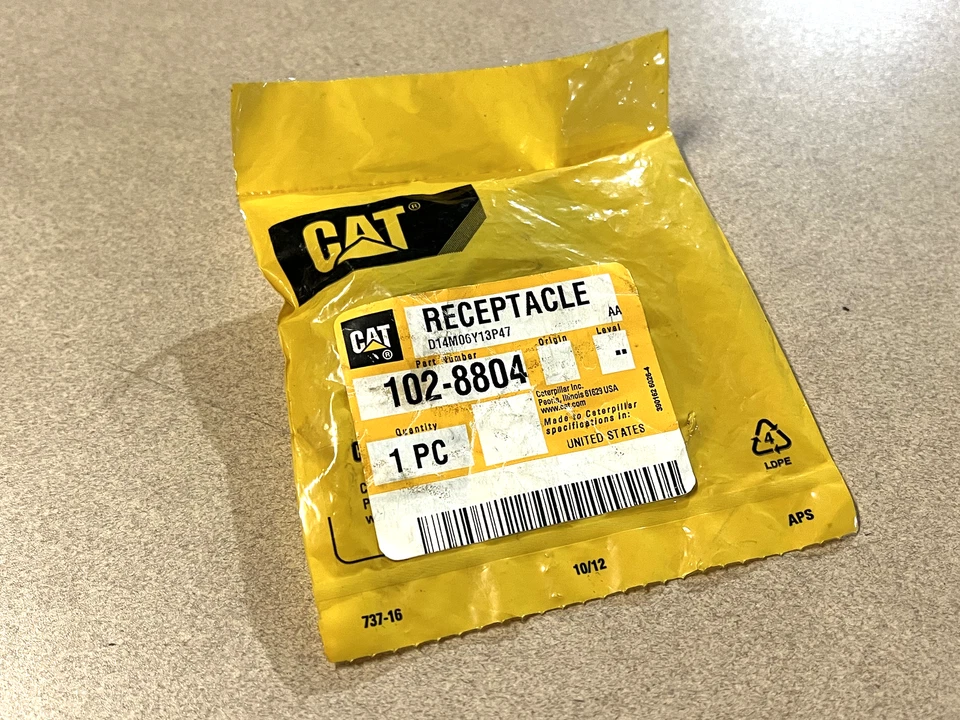 CAT®
CAT®
RECEPTACLE
D14M06Y13P47
AA
Part Number
Origin
Level
102-8804
Caterpillar Inc.
Peoria, Illinois 61629 USA
www.cat.com
Made to Caterpillar
specifications in:
UNITED STATES
Quantity
1 PC
4
LDPE
APS
10/12
737-16